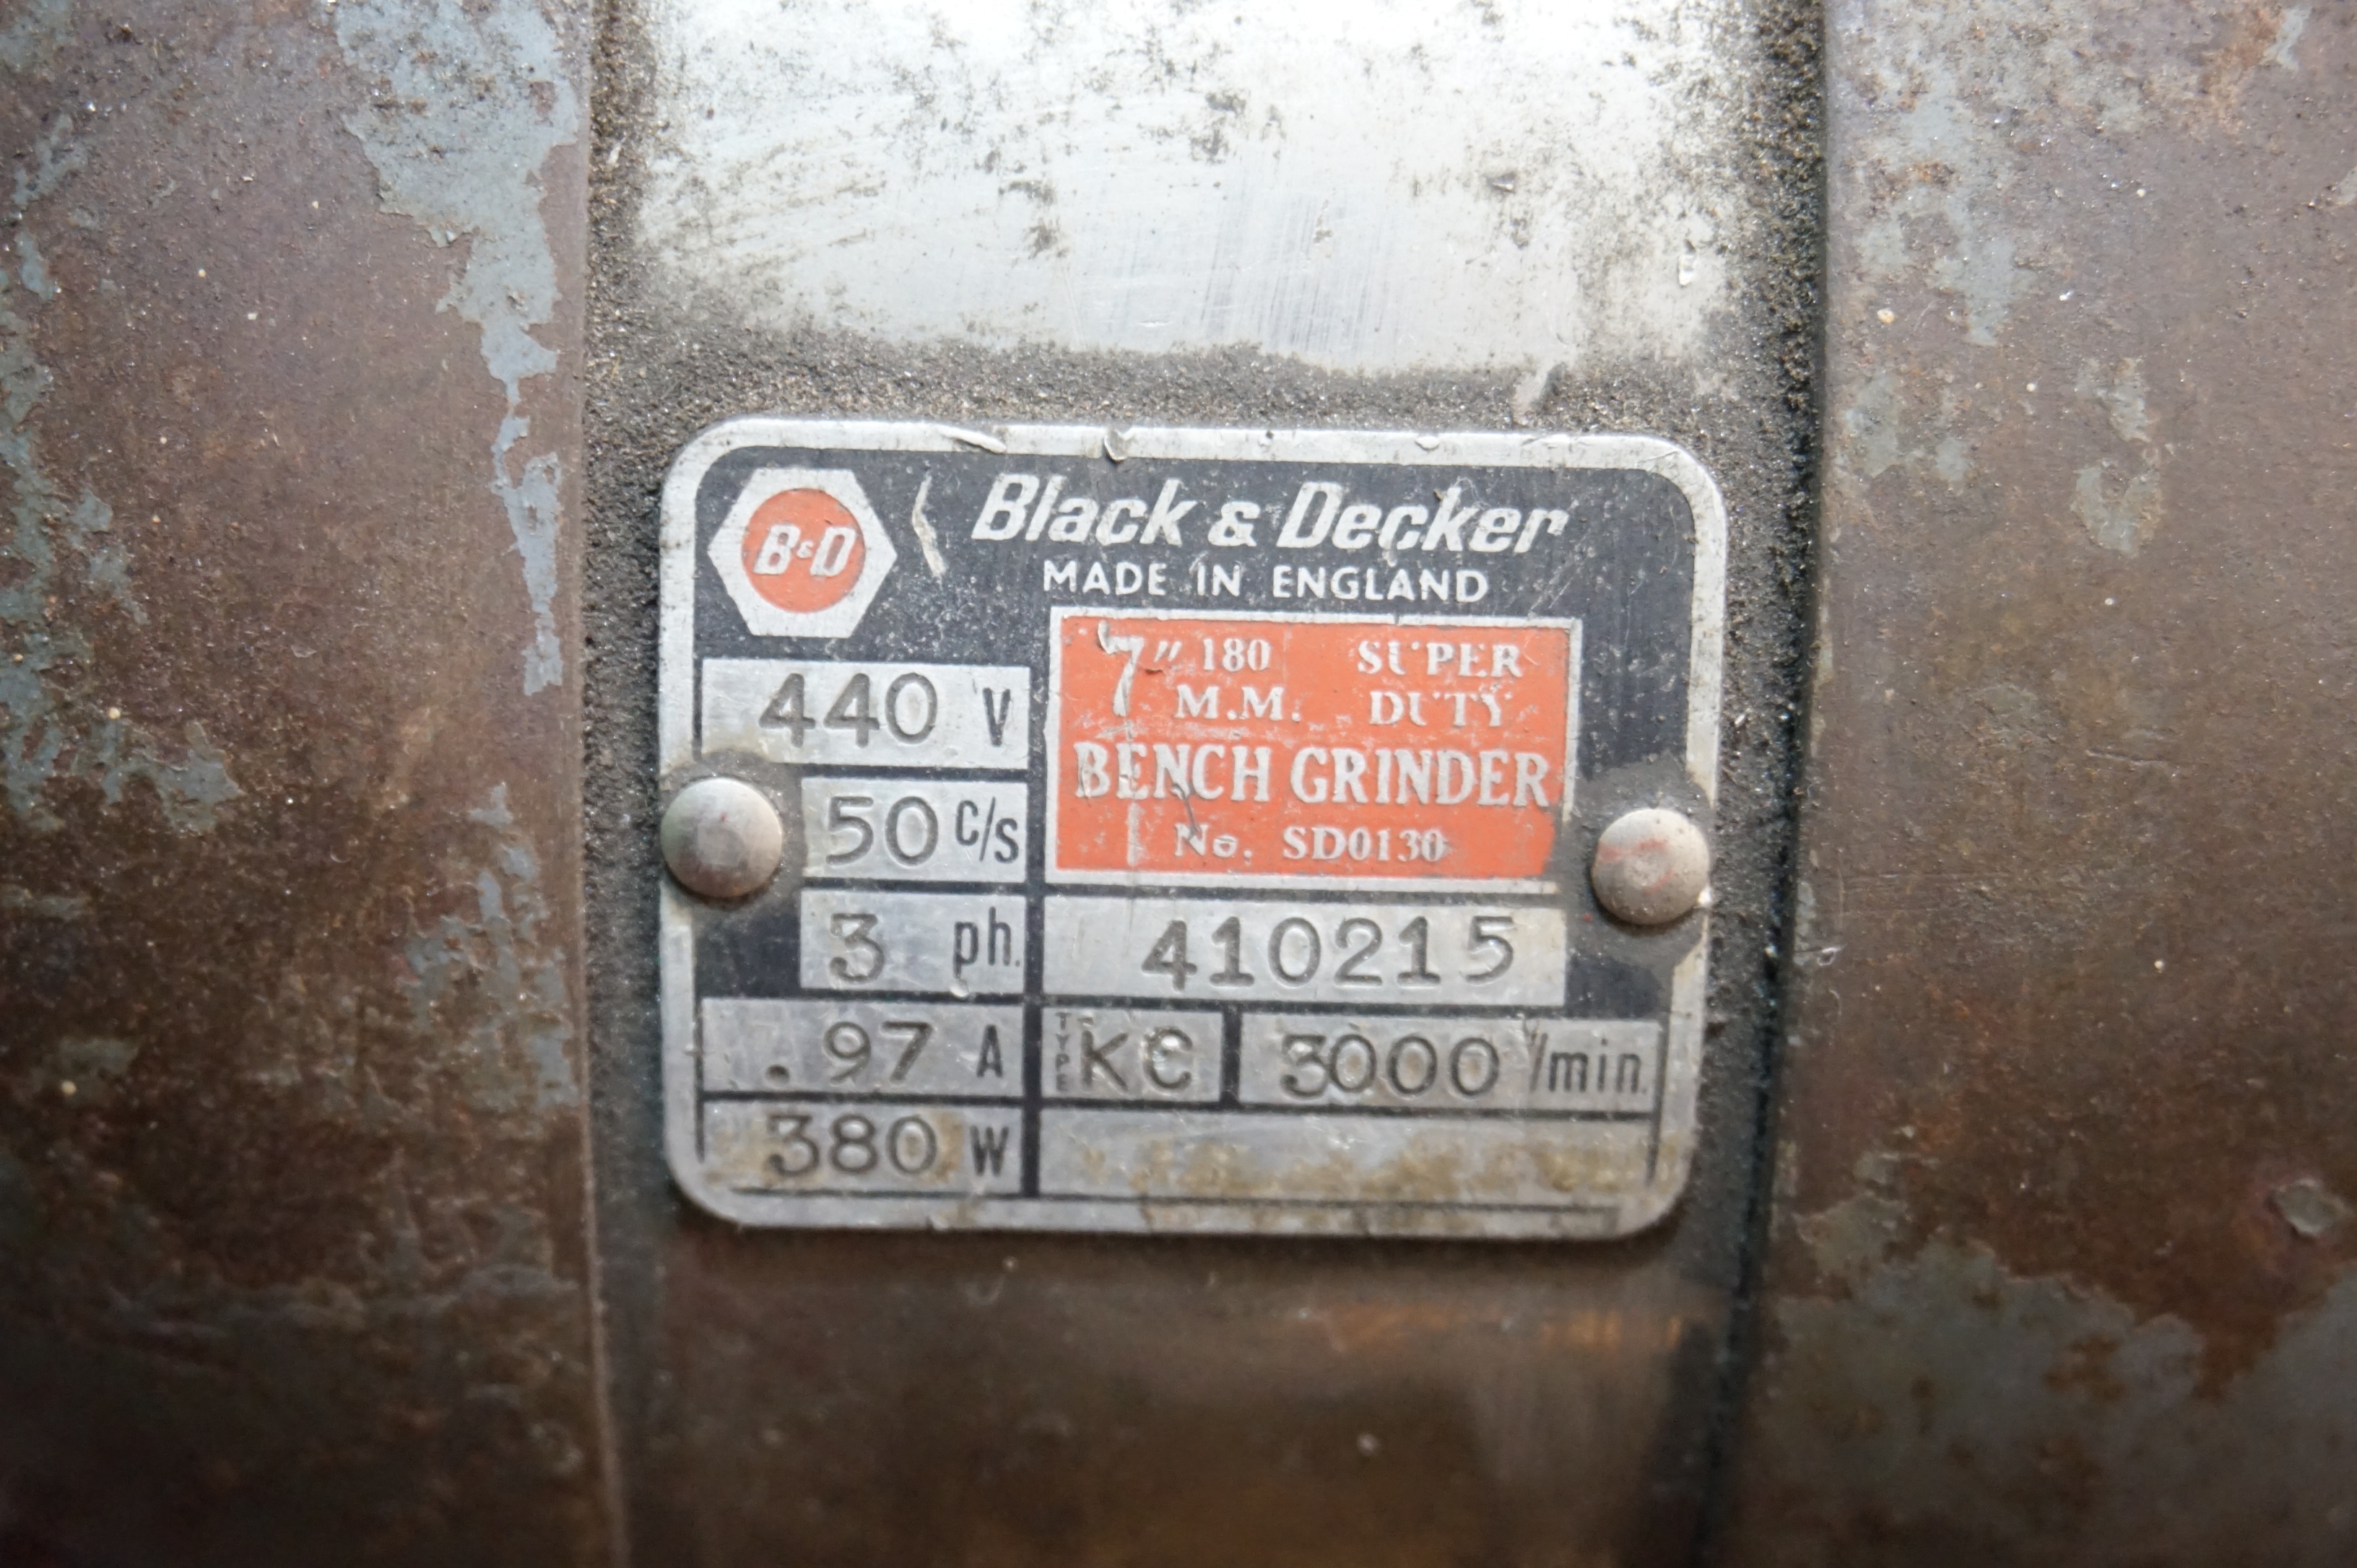 B&D
Black & Decker
MADE IN ENGLAND
7" 180 M.M. SUPER DUTY
BENCH GRINDER
No. SD0130
440 V
50 C/S
3 ph.
410215
.97 A
TYPE KC
3000 /min.
380 W